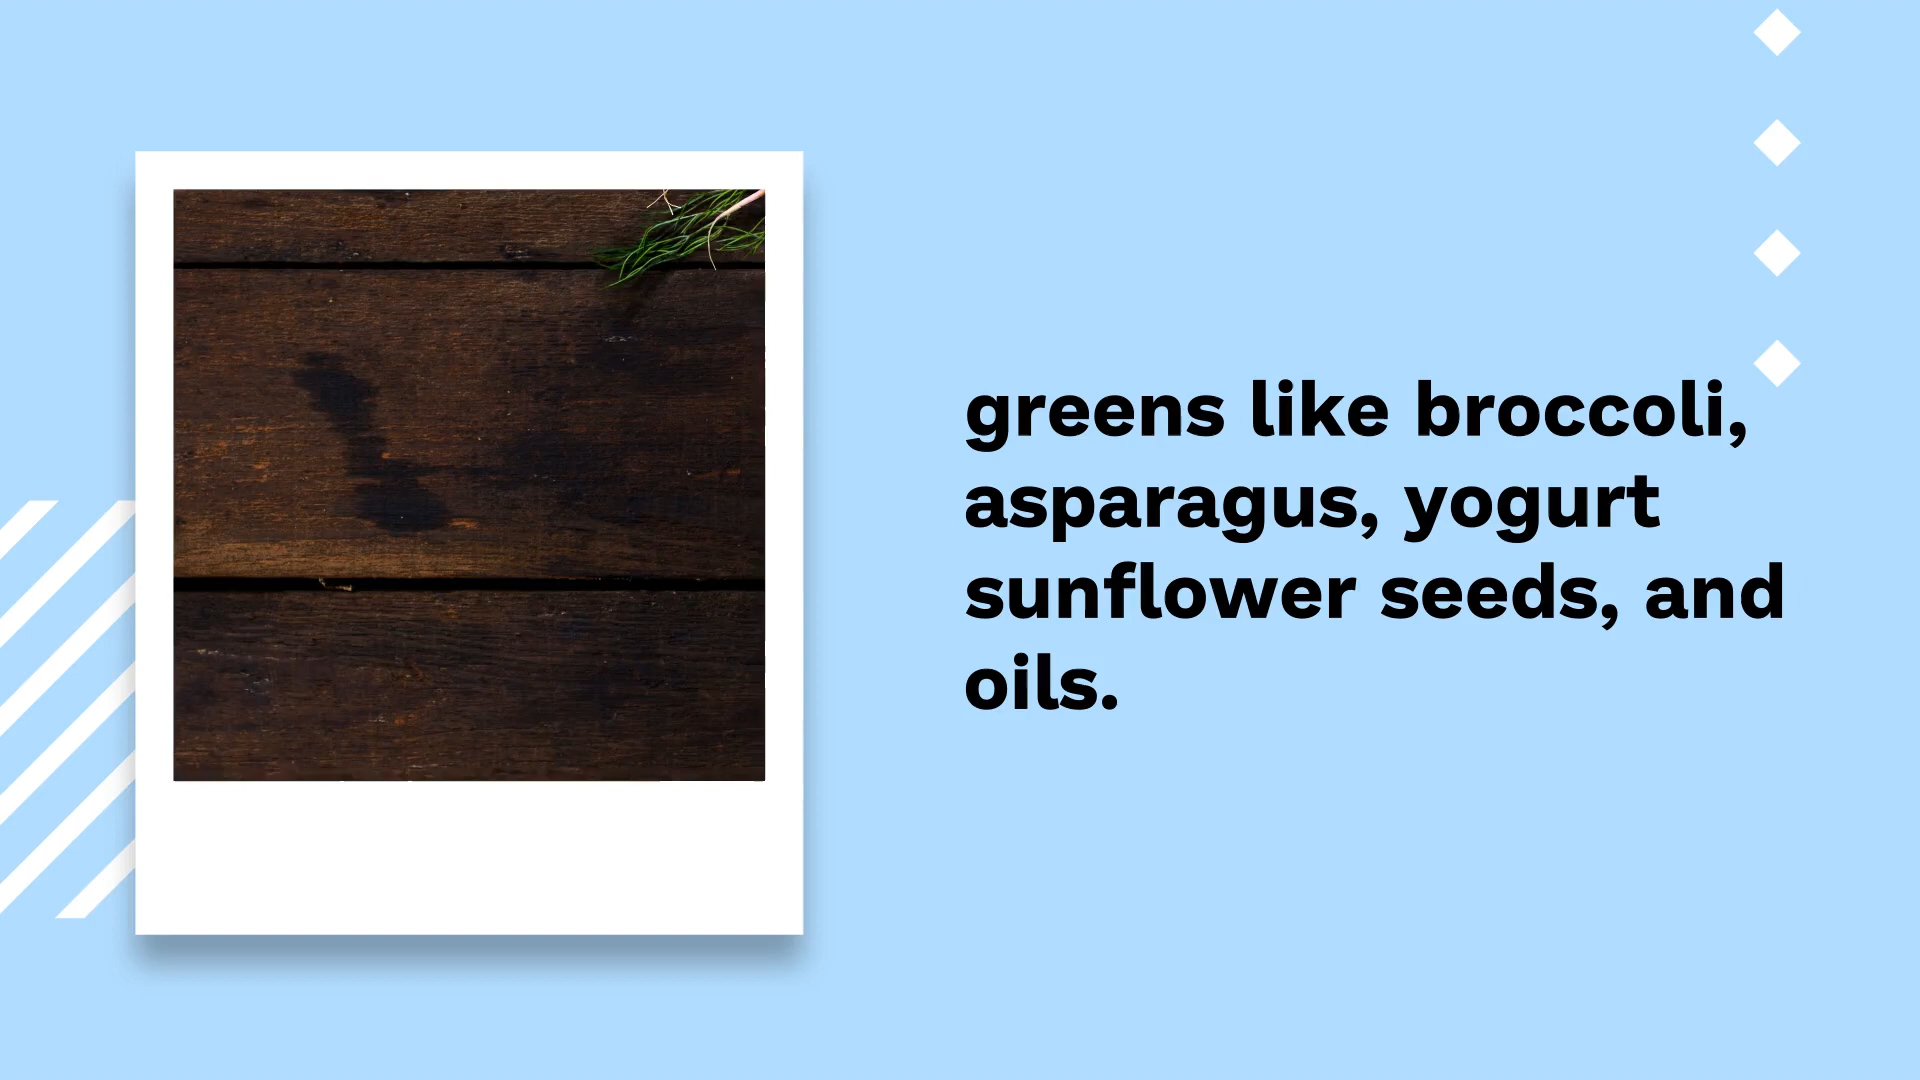 greens like broccoli,
asparagus, yogurt
sunflower seeds, and
oils.